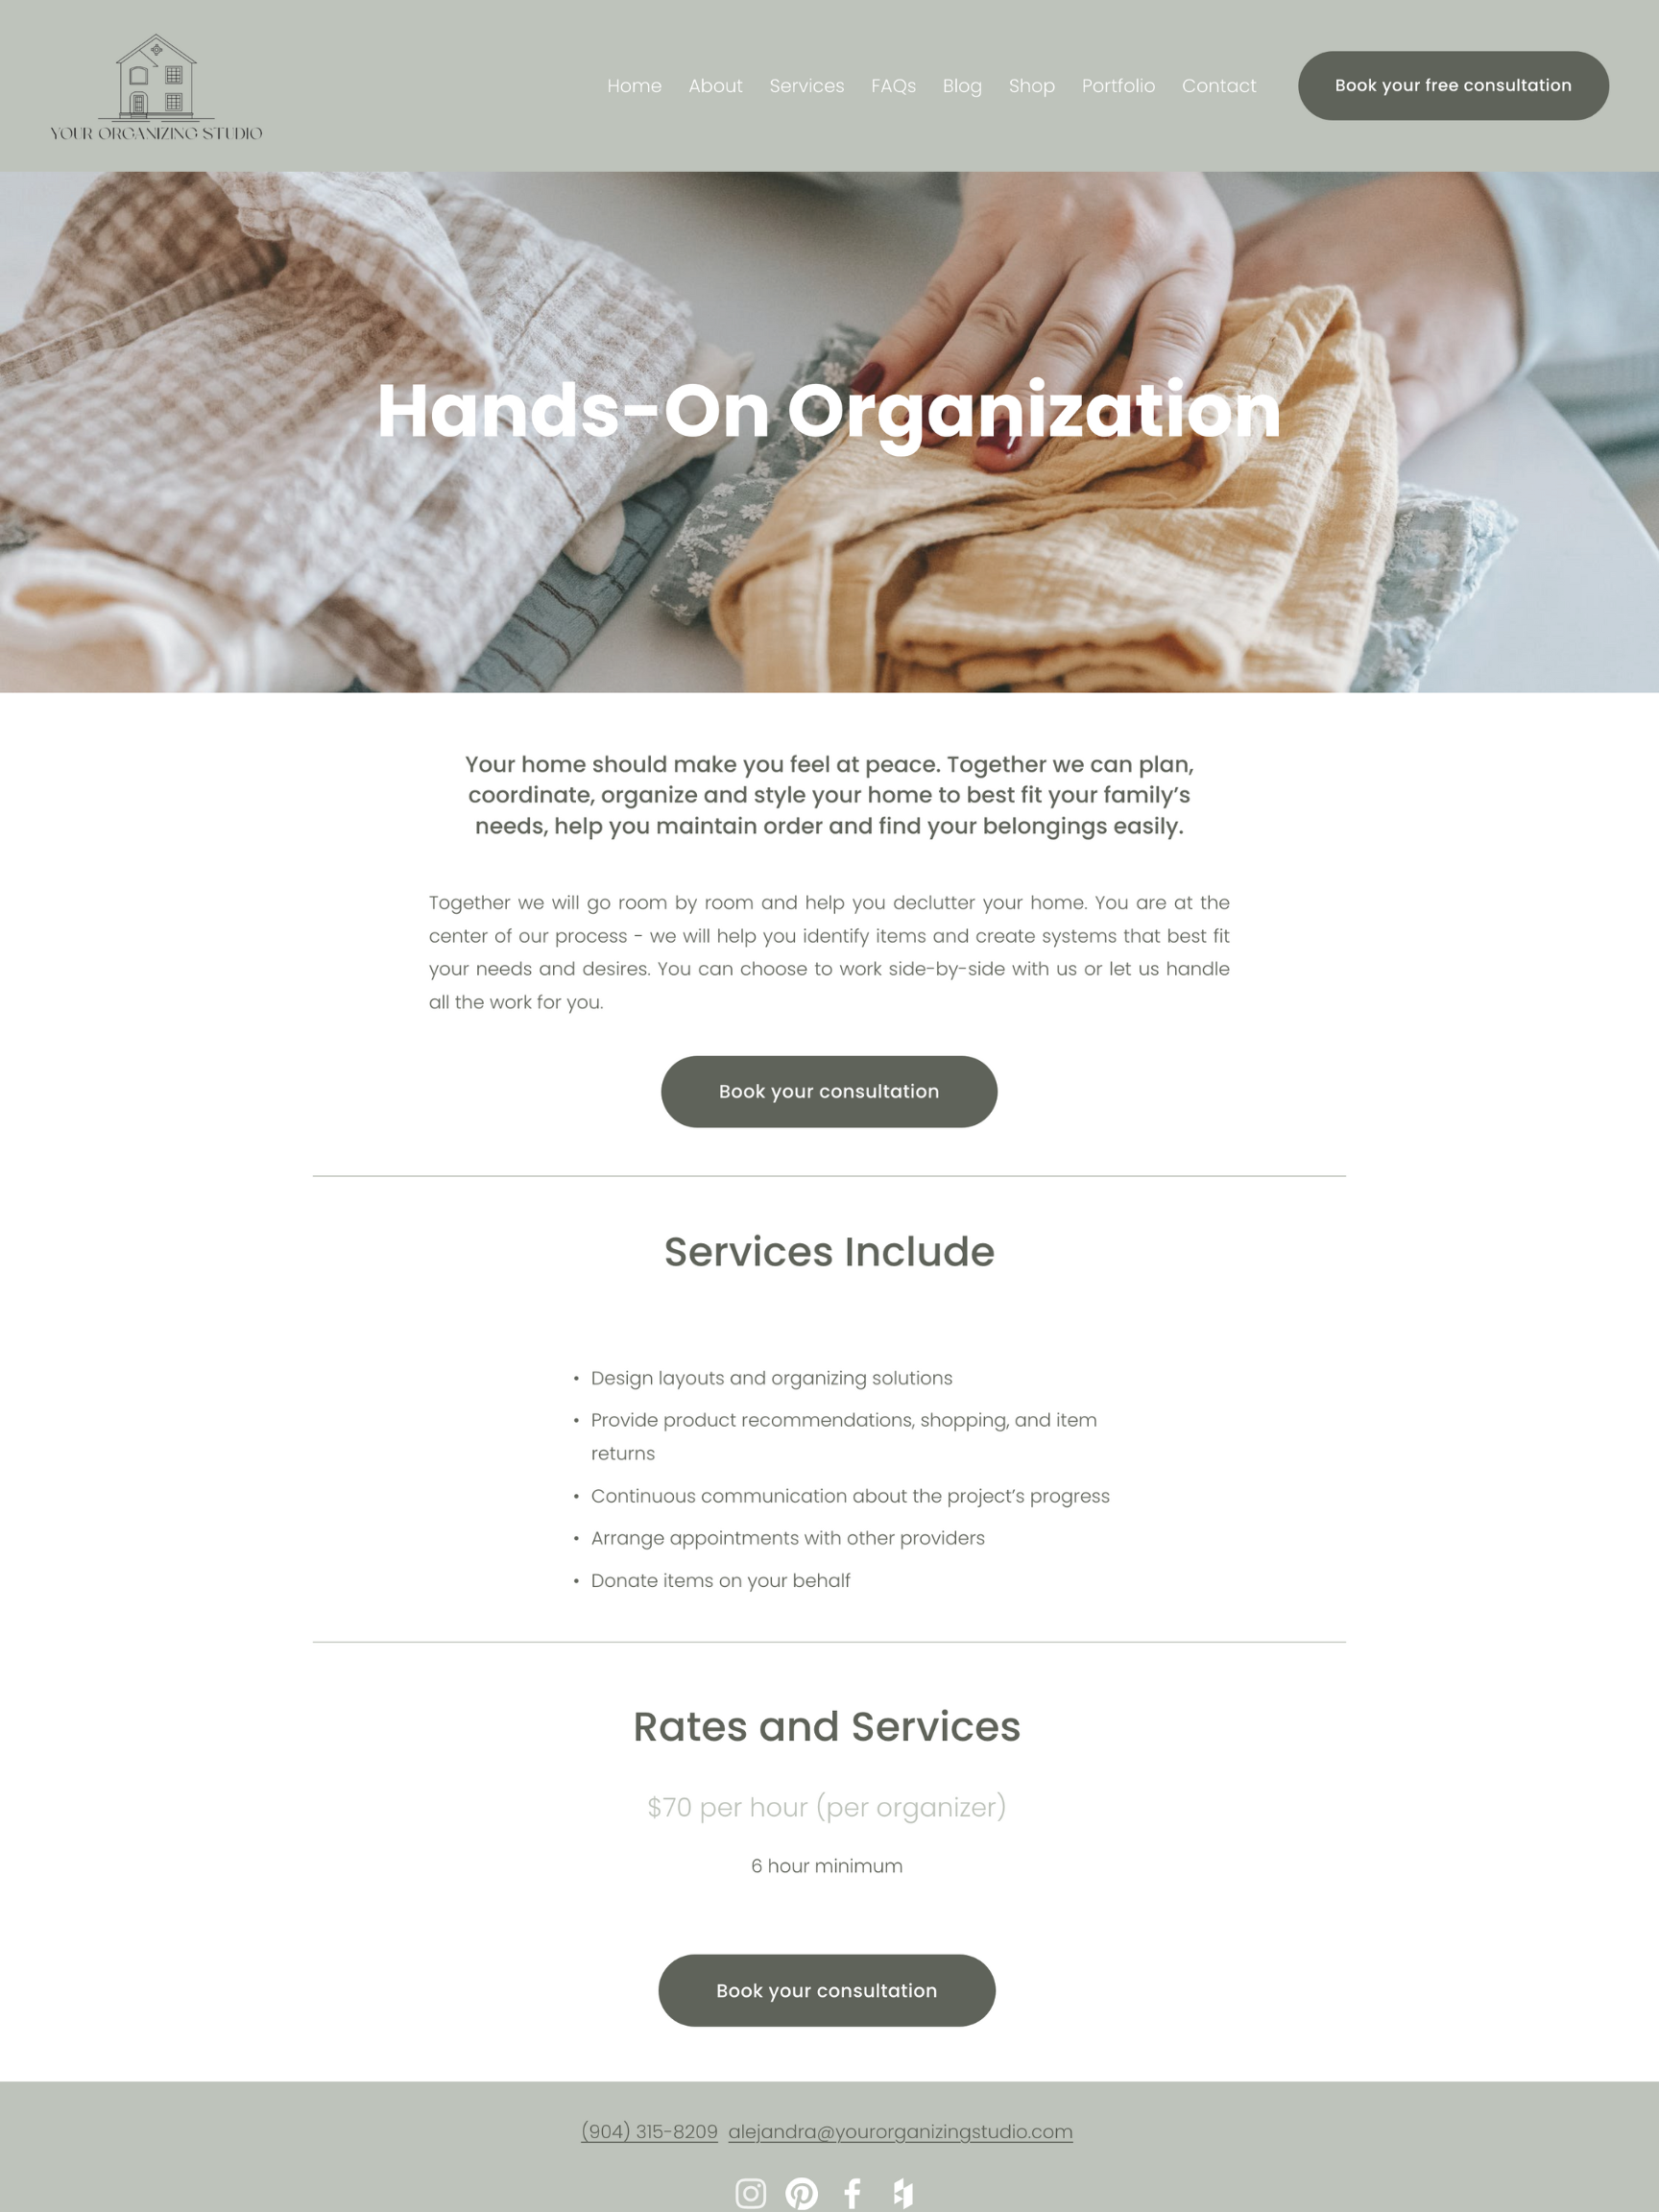 YOUR ORGANIZING STUDIO
Home About Services FAQs Blog Shop Portfolio Contact Book your free consultation
Hands-On Organization
Your home should make you feel at peace. Together we can plan,
coordinate, organize and style your home to best fit your family’s
needs, help you maintain order and find your belongings easily.
Together we will go room by room and help you declutter your home. You are at the
center of our process - we will help you identify items and create systems that best fit
your needs and desires. You can choose to work side-by-side with us or let us handle
all the work for you.
Book your consultation
Services Include
• Design layouts and organizing solutions
• Provide product recommendations, shopping, and item
returns
• Continuous communication about the project’s progress
• Arrange appointments with other providers
• Donate items on your behalf
Rates and Services
$70 per hour (per organizer)
6 hour minimum
Book your consultation
(904) 315-8209 alejandra@yourorganizingstudio.com